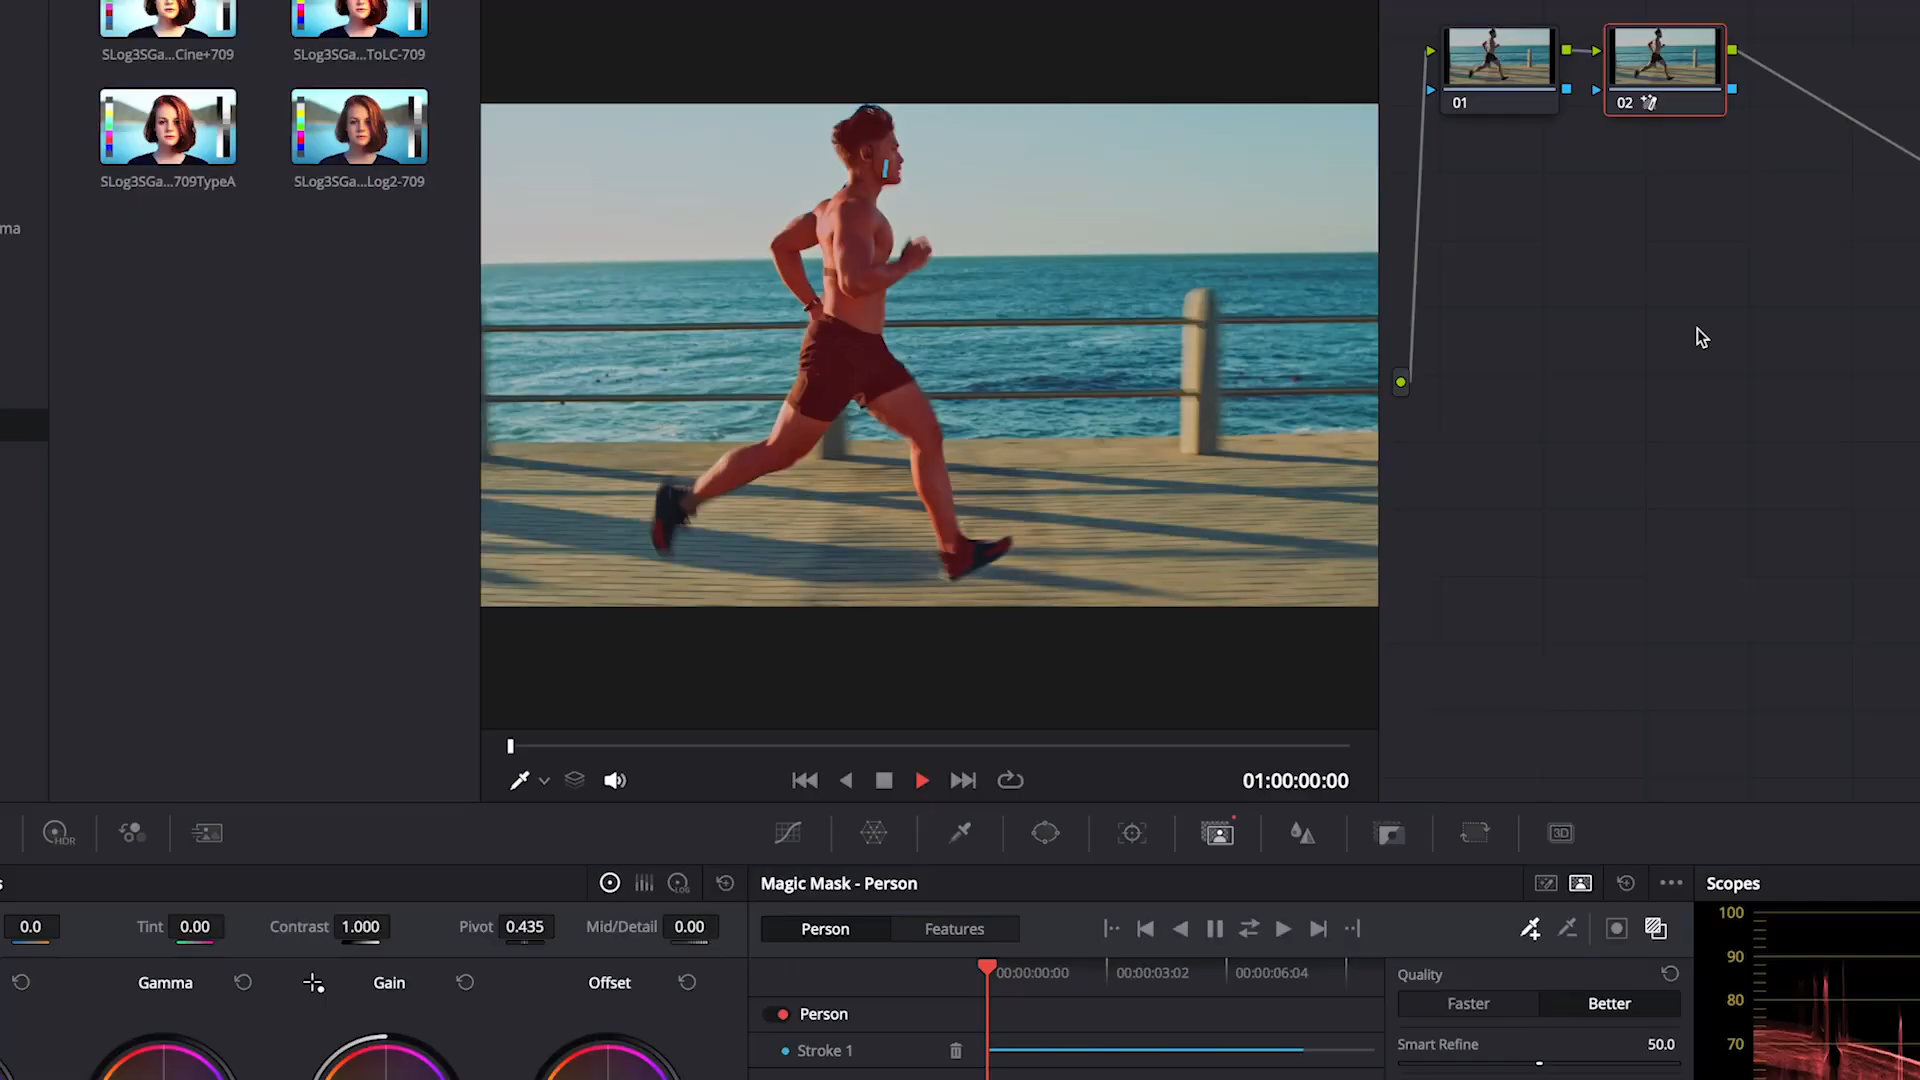 SLog3SGa...Cine+709
SLog3SGa...ToLC-709
SLog3SGa...709TypeA
SLog3SGa...Log2-709
ma
01
02
01:00:00:00
HDR
3D
s
LOG
Magic Mask - Person
Scopes
0.0
Tint 0.00
Contrast 1.000
Pivot 0.435
Mid/Detail 0.00
Person
Features
Gamma
Gain
Offset
00:00:00:00
00:00:03:02
00:00:06:04
Quality
Faster
Better
Person
Stroke 1
Smart Refine 50.0
100
90
80
70